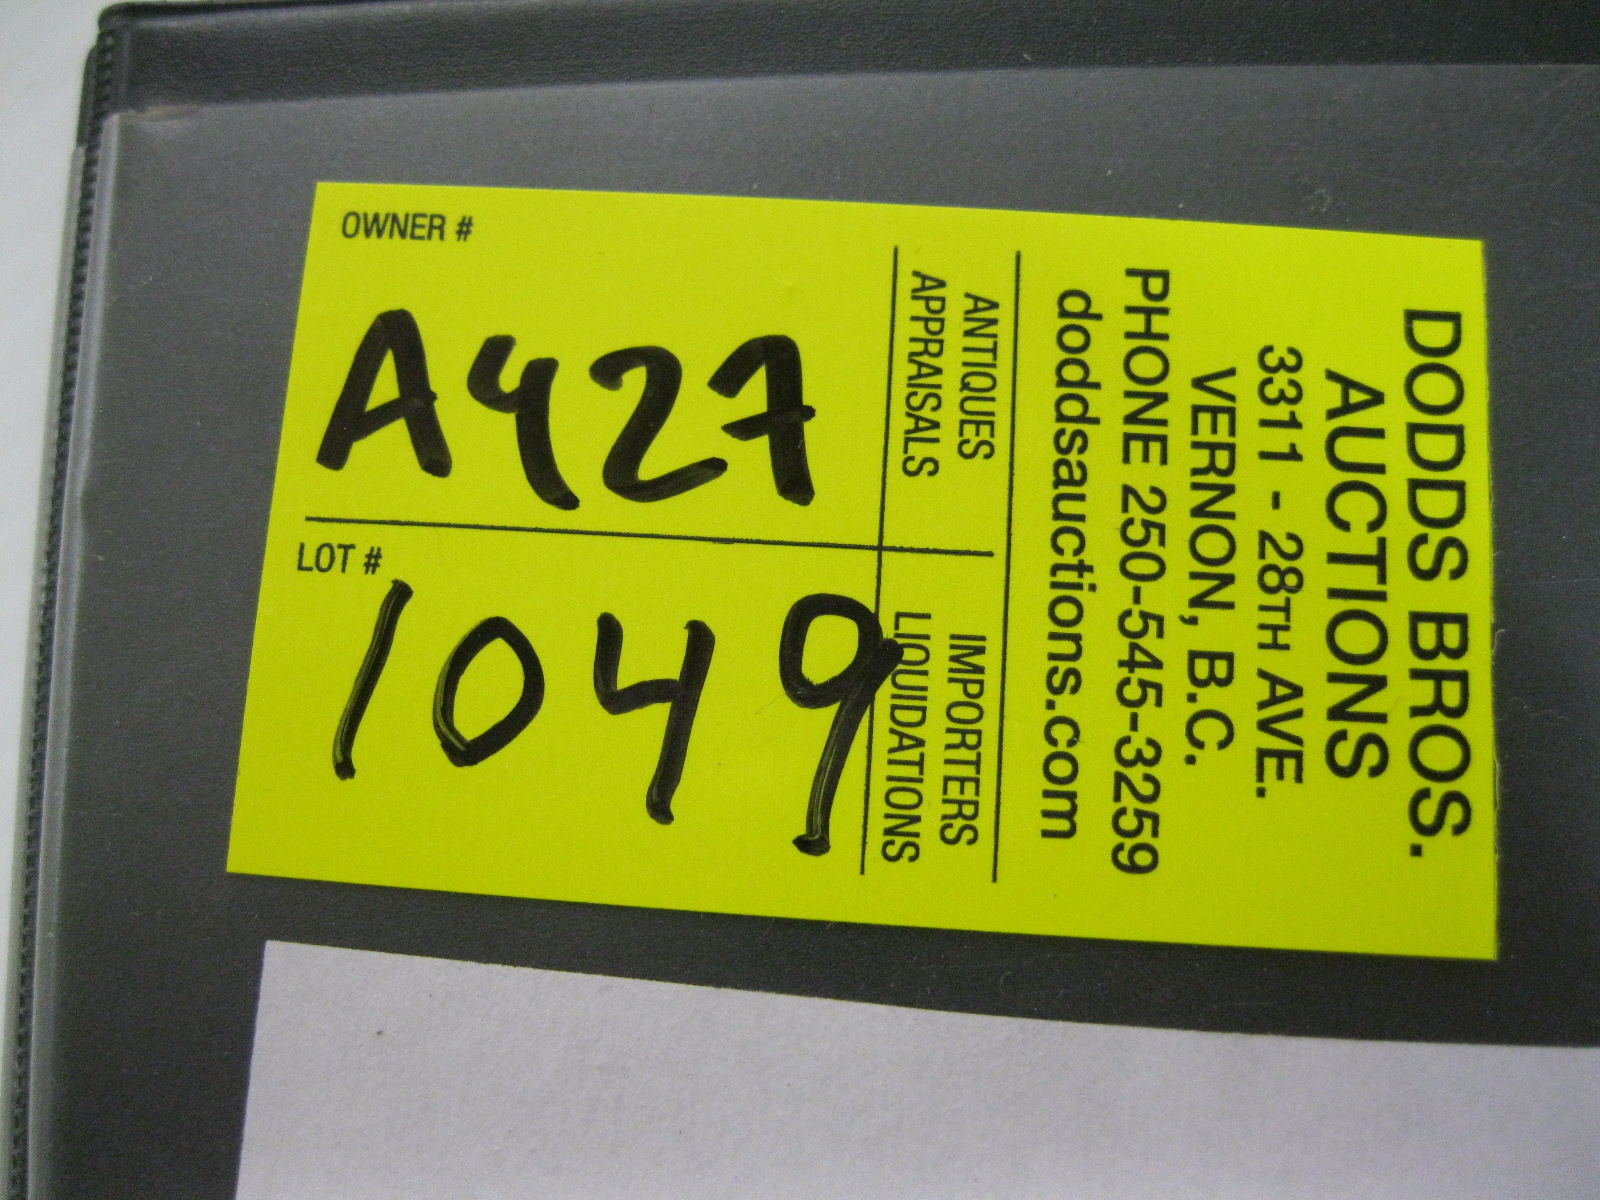 OWNER #
A427
LOT #
1049
DODDS BROS.
AUCTIONS
3311 - 28TH AVE.
VERNON, B.C.
PHONE 250-545-3259
doddsauctions.com
ANTIQUES IMPORTERS
APPRAISALS LIQUIDATIONS